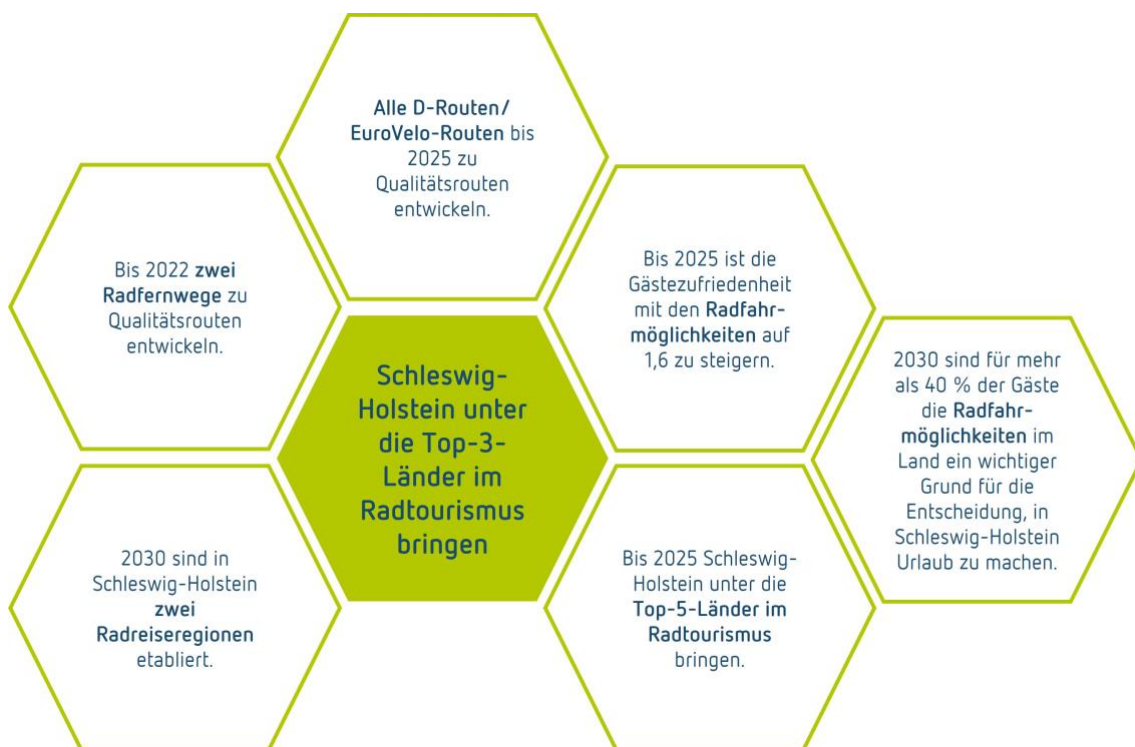 Alle D-Routen/
EuroVelo-Routen bis
2025 zu
Qualitätsrouten
entwickeln.
Bis 2022 zwei
Radfernwege zu
Qualitätsrouten
entwickeln.
Bis 2025 ist die
Gästezufriedenheit
mit den Radfahr-
möglichkeiten auf
1,6 zu steigern.
Schleswig-
Holstein unter
die Top-3-
Länder im
Radtourismus
bringen
2030 sind für mehr
als 40 % der Gäste
die Radfahr-
möglichkeiten im
Land ein wichtiger
Grund für die
Entscheidung, in
Schleswig-Holstein
Urlaub zu machen.
2030 sind in
Schleswig-Holstein
zwei
Radreiseregionen
etabliert.
Bis 2025 Schleswig-
Holstein unter die
Top-5-Länder im
Radtourismus
bringen.